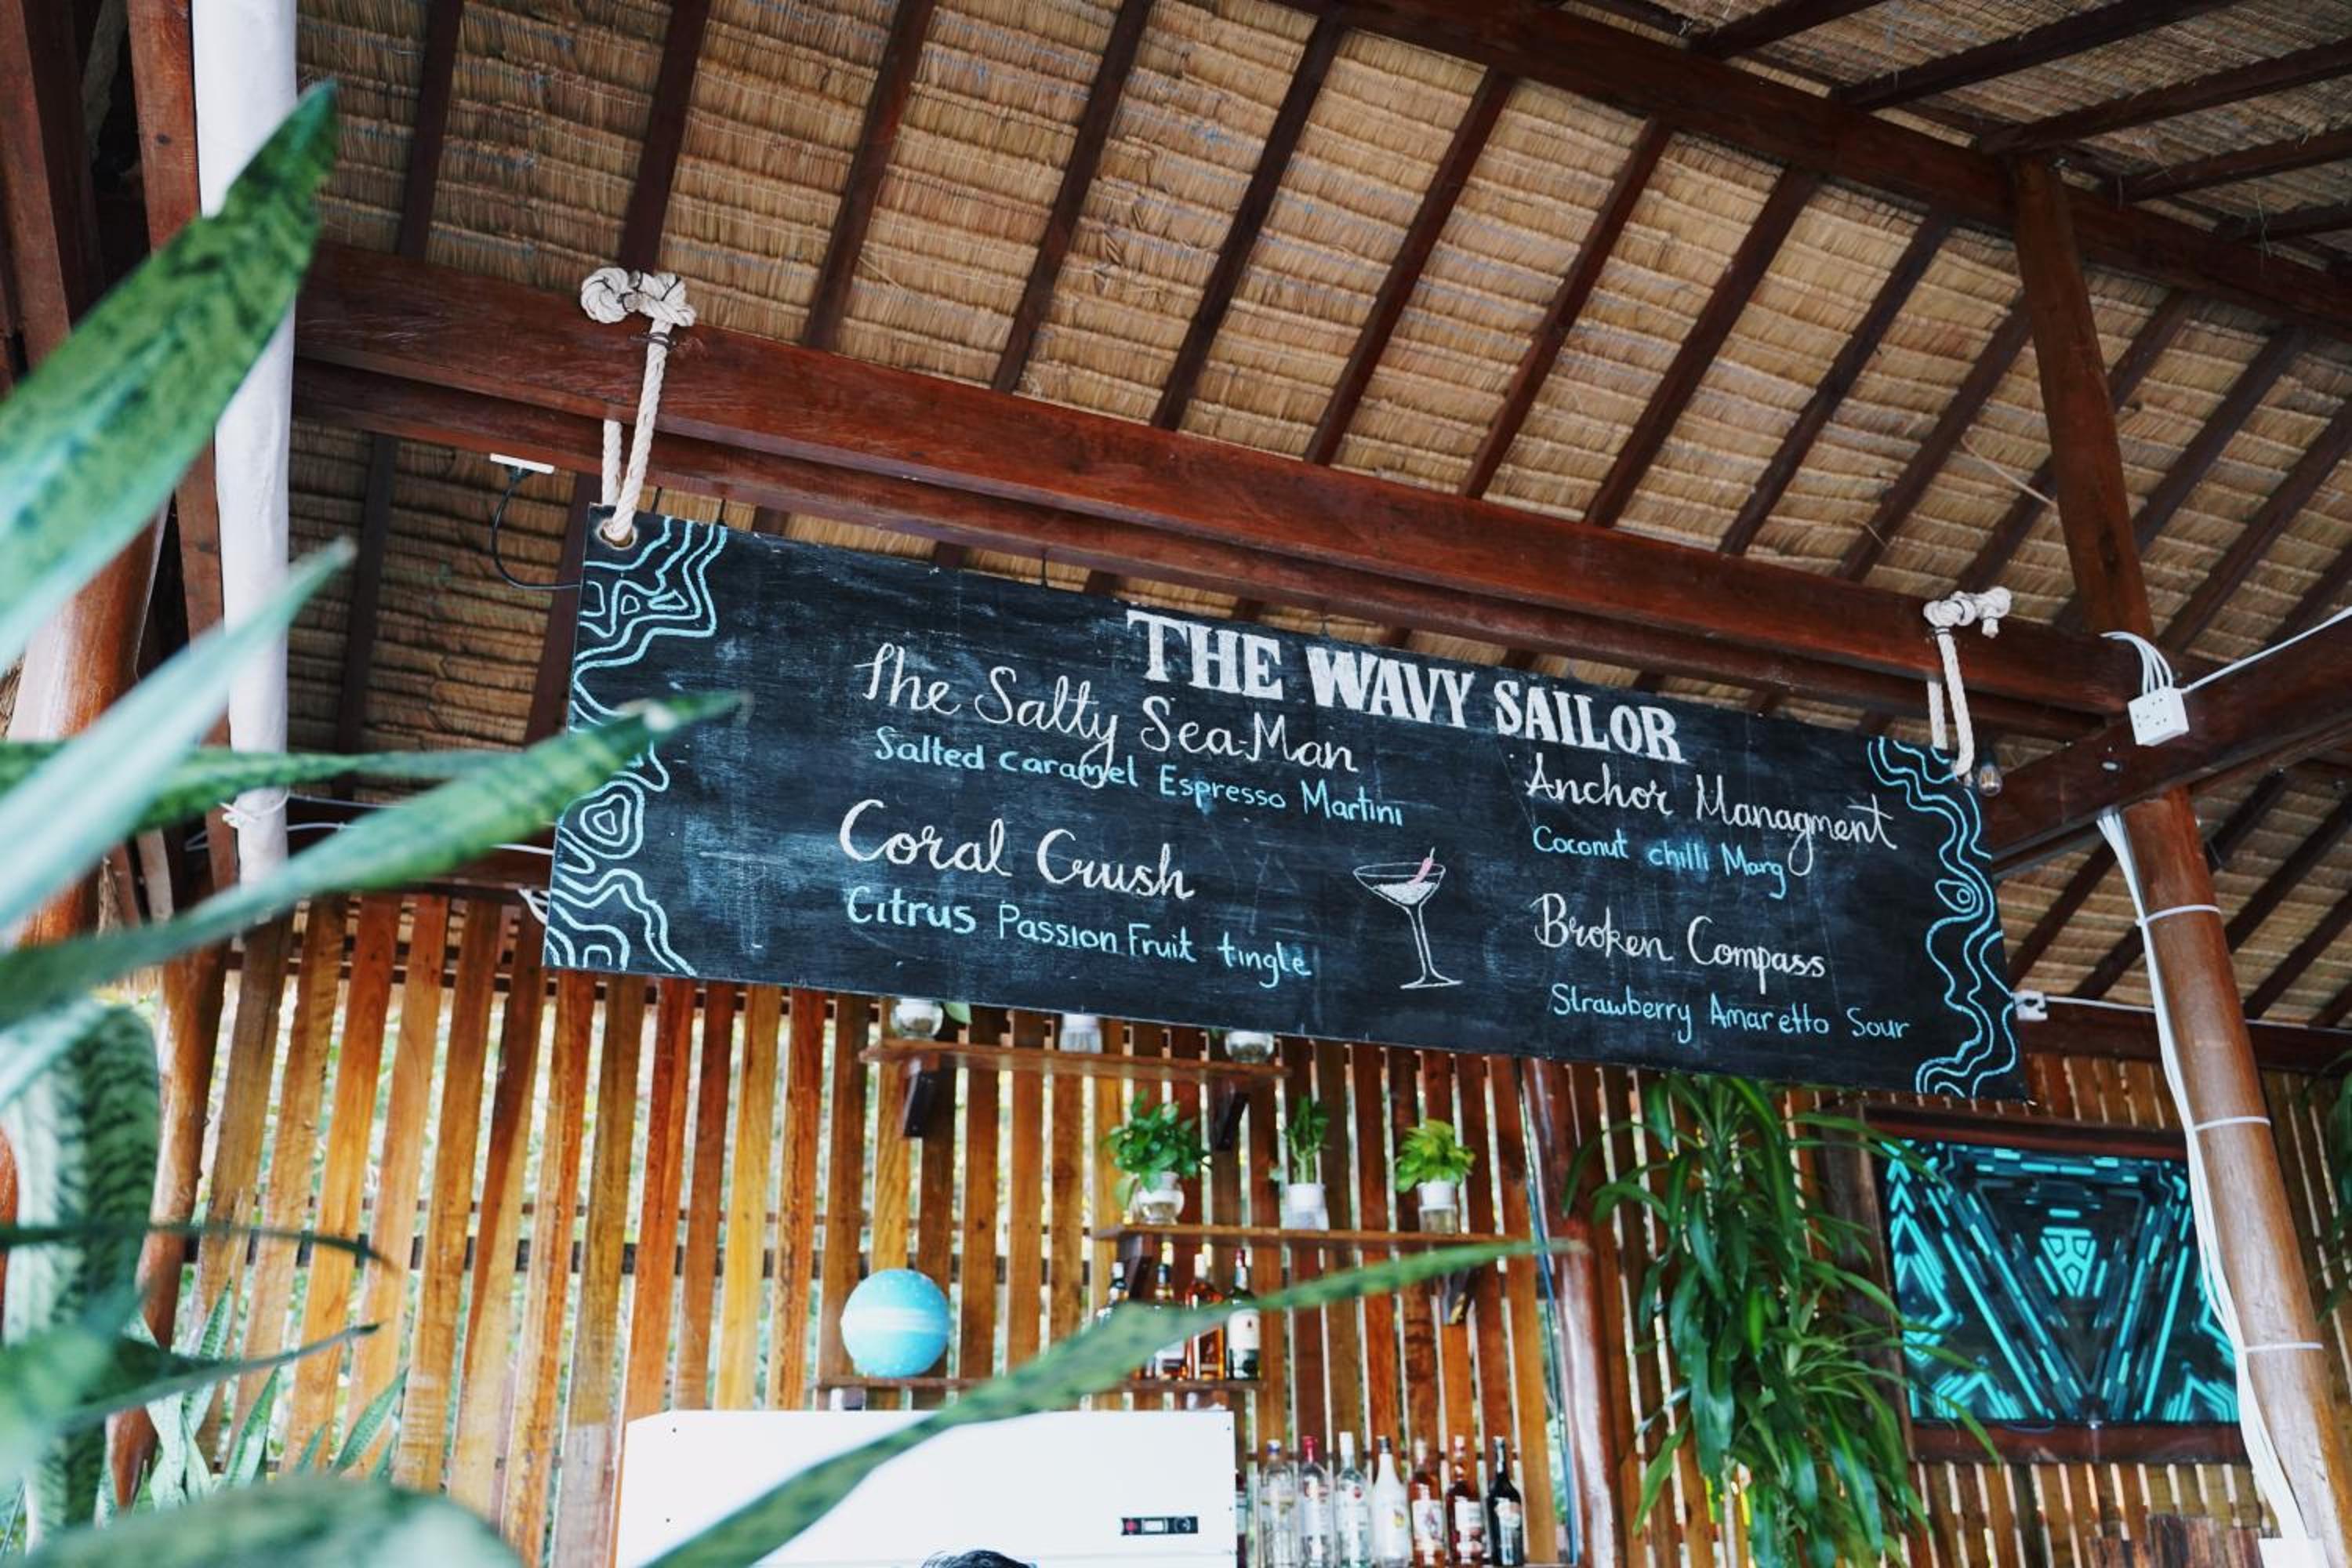 THE WAVY SAILOR
The Salty Sea-Man
Salted Caramel Espresso Martini
Coral Crush
Citrus Passion Fruit tingle
Anchor Managment
Coconut chilli Marg
Broken Compass
Strawberry Amaretto Sour